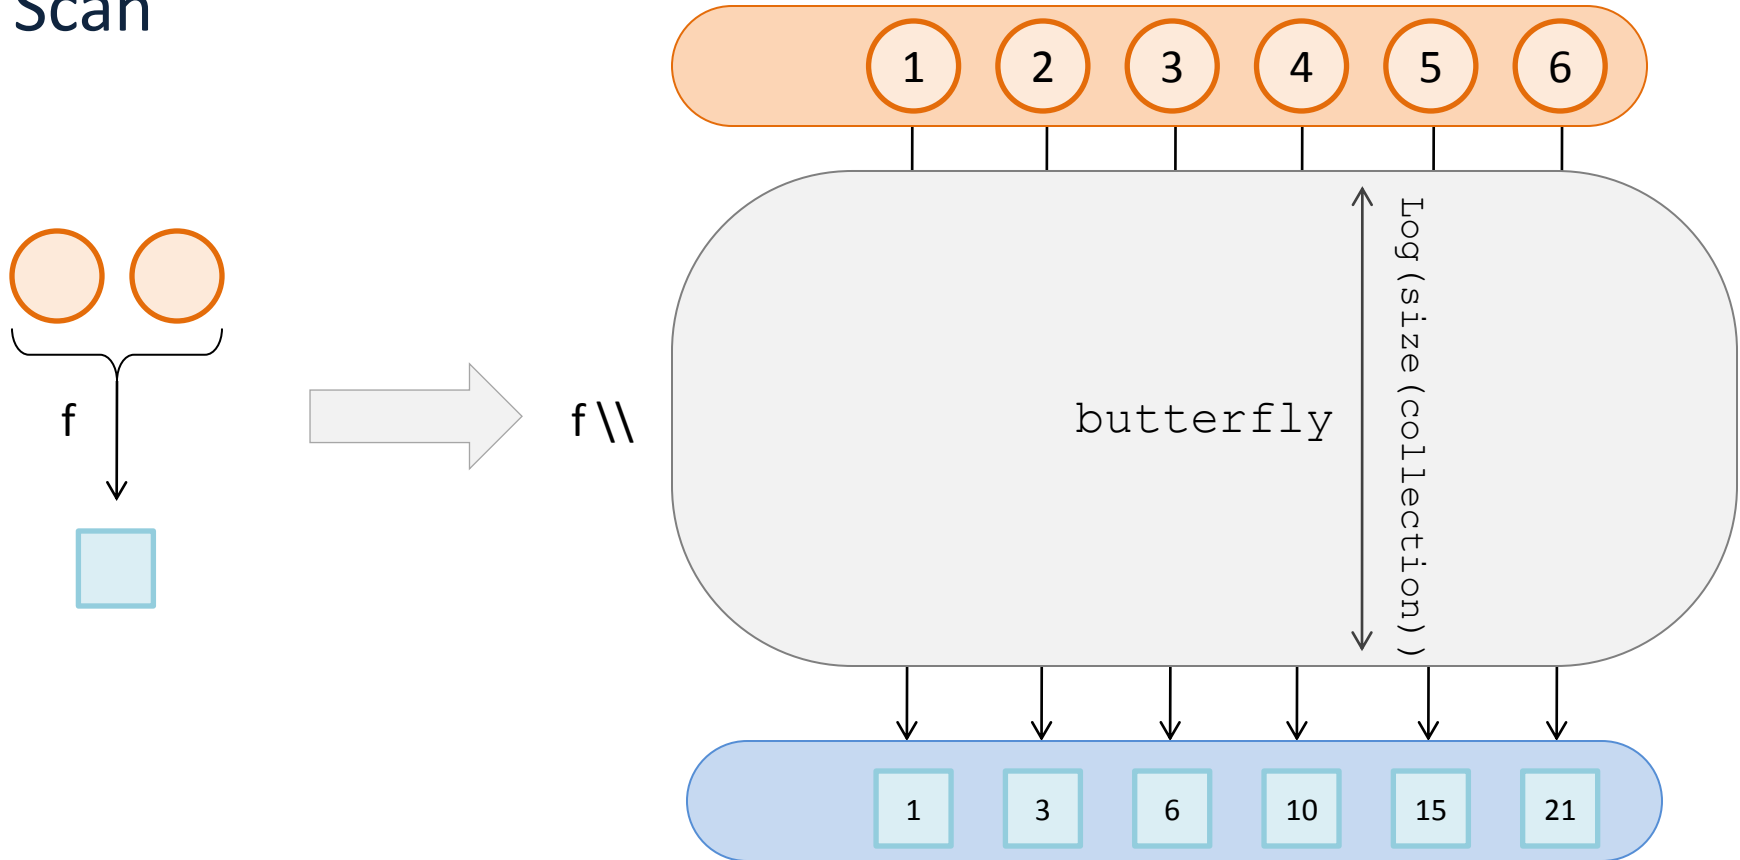 Scan
1 2 3 4 5 6
Log(size(collection))
f
f \\
butterfly
1 3 6 10 15 21